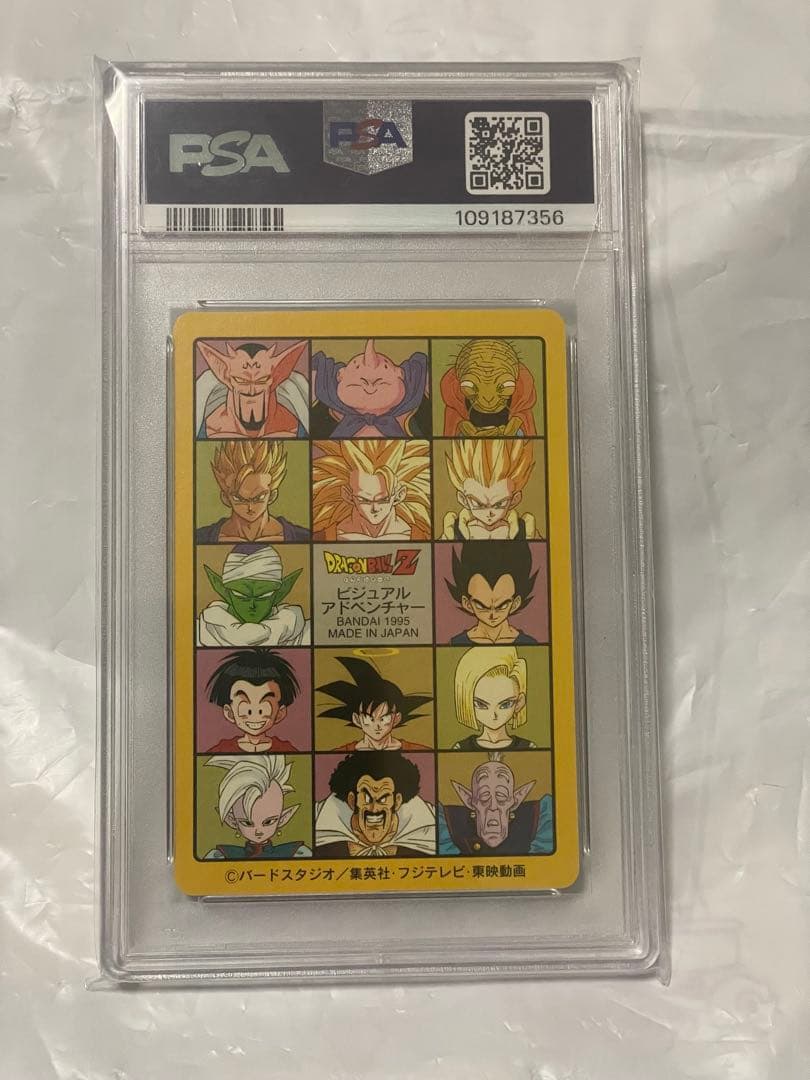 PSA
PSA
109187356
M
DRAGON BALL Z
ビジュアル
アドベンチャー
BANDAI 1995
MADE IN JAPAN
©バードスタジオ／集英社・フジテレビ・東映動画